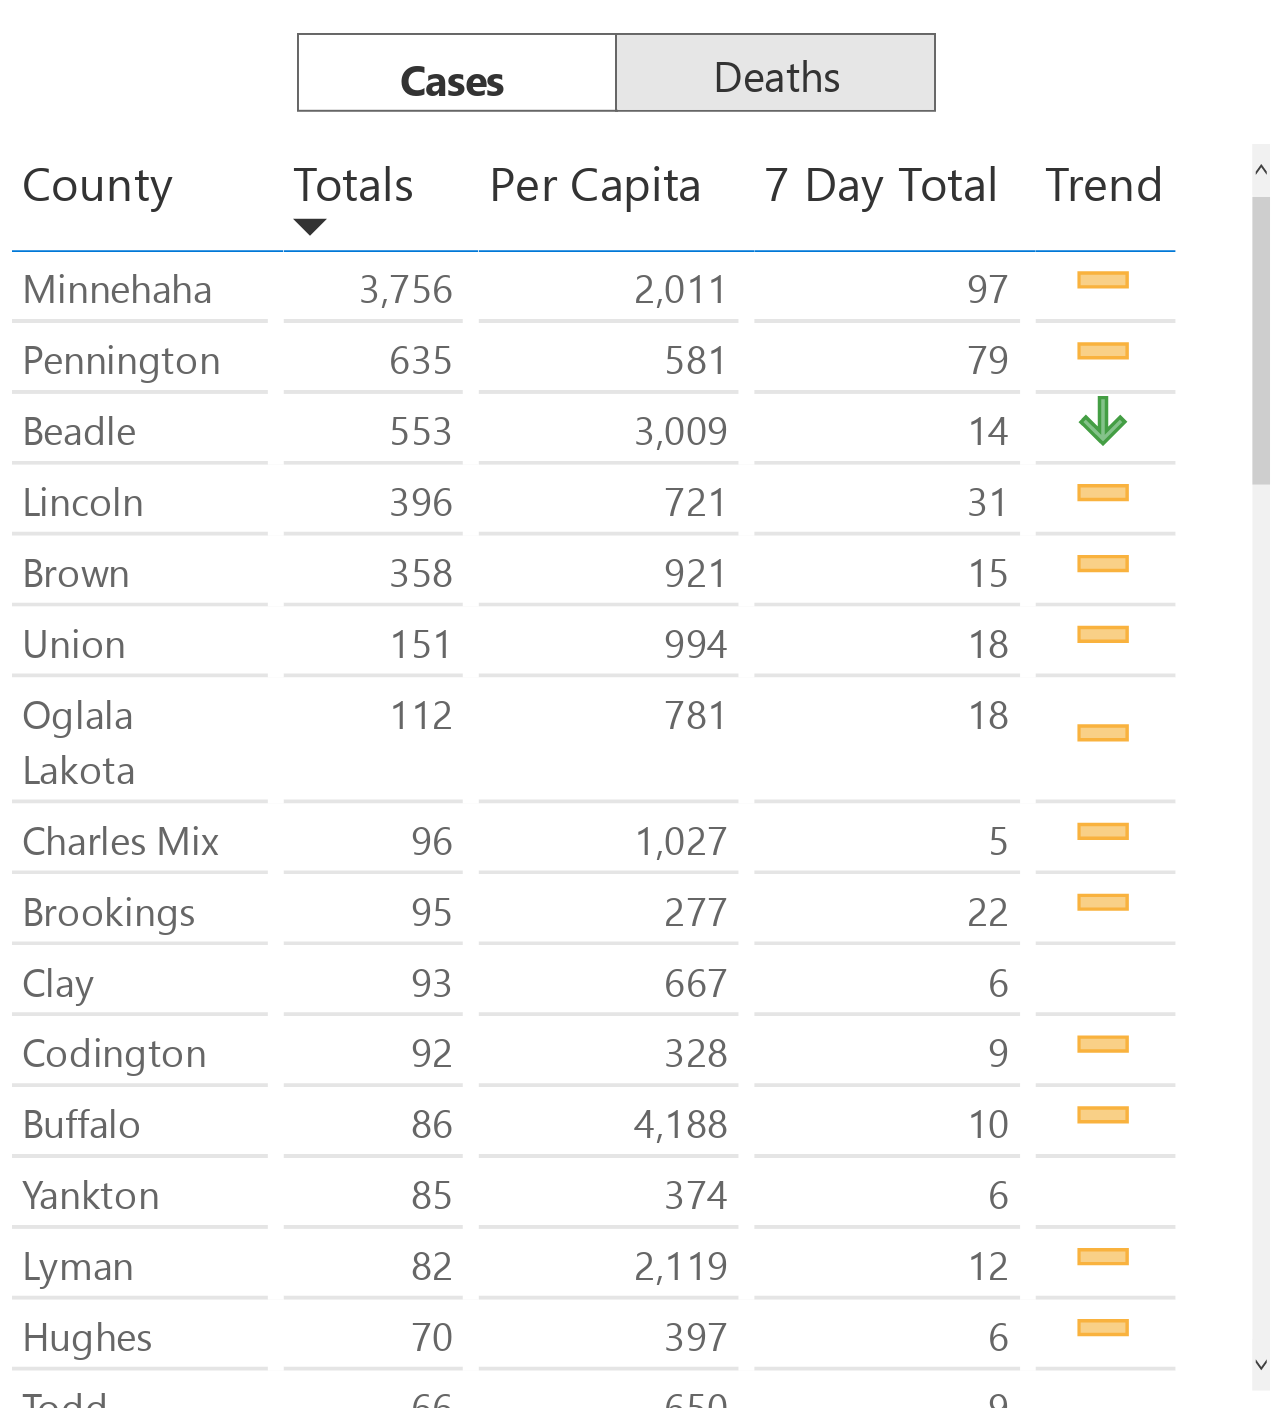 Cases Deaths
County Totals Per Capita 7 Day Total Trend
Minnehaha 3,756 2,011 97
Pennington 635 581 79
Beadle 553 3,009 14
Lincoln 396 721 31
Brown 358 921 15
Union 151 994 18
Oglala 112 781 18
Lakota
Charles Mix 96 1,027 5
Brookings 95 277 22
Clay 93 667 6
Codington 92 328 9
Buffalo 86 4,188 10
Yankton 85 374 6
Lyman 82 2,119 12
Hughes 70 397 6
Todd 66 650 9